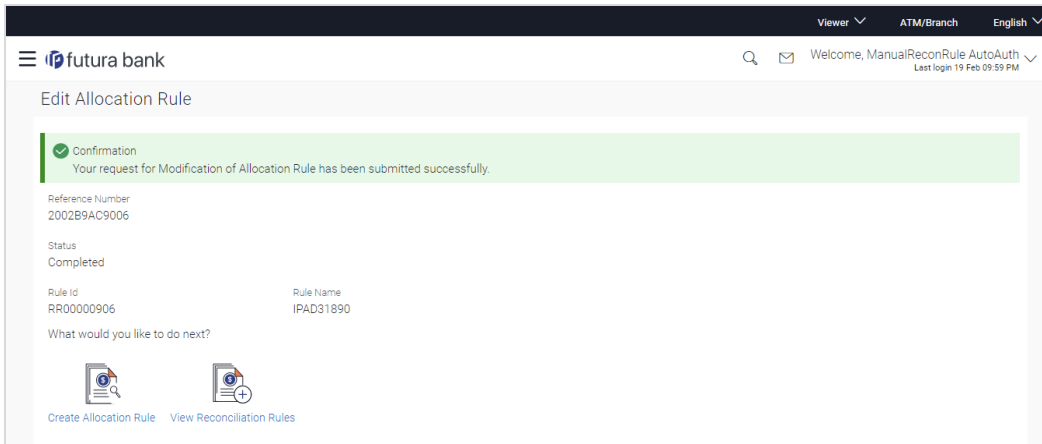 Viewer ATM/Branch English
futura bank
Welcome, ManualReconRule AutoAuth
Last login 19 Feb 09:59 PM
Edit Allocation Rule
Confirmation
Your request for Modification of Allocation Rule has been submitted successfully.
Reference Number
2002B9AC9006
Status
Completed
Rule Id Rule Name
RR00000906 IPAD31890
What would you like to do next?
Create Allocation Rule View Reconciliation Rules